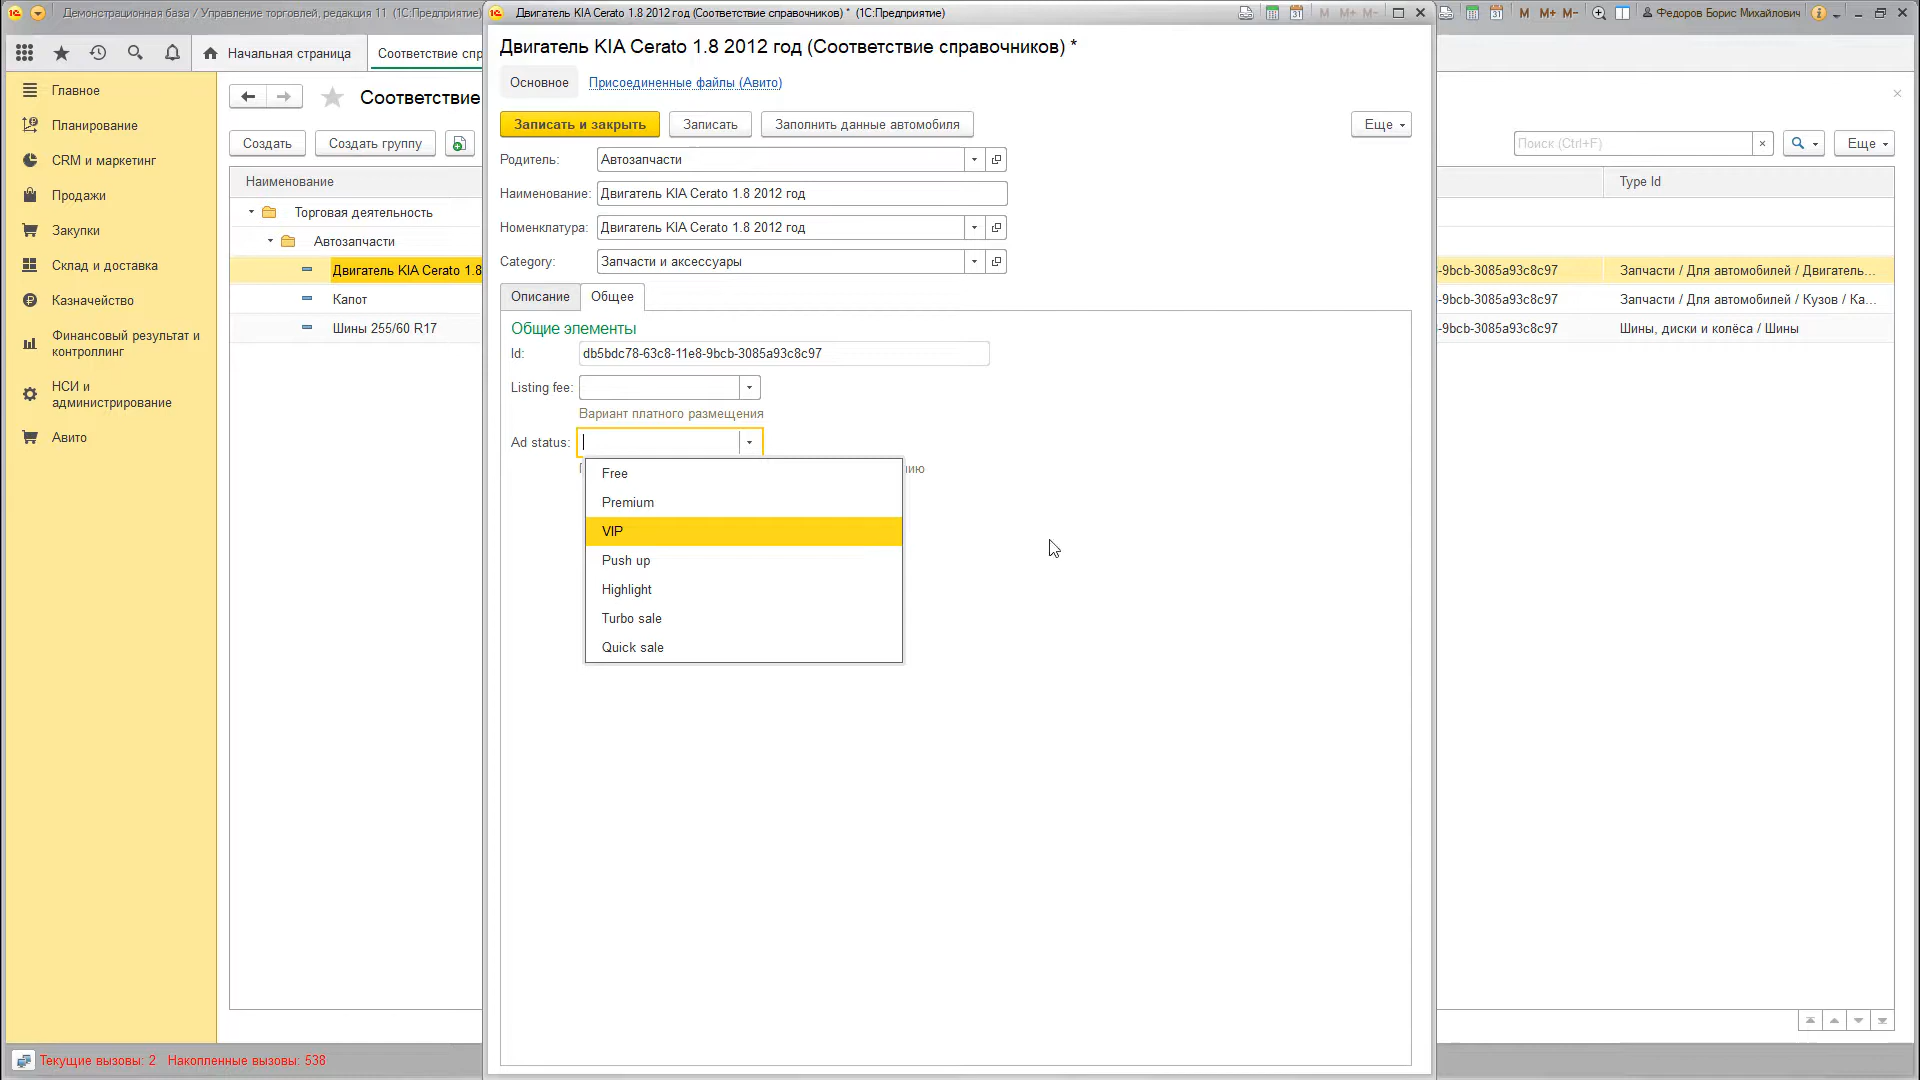 Демонстрационная база / Управление торговлей, редакция 11 (1С:Предприятие)
Двигатель KIA Cerato 1.8 2012 год (Соответствие справочников) * (1С:Предприятие)
M M+ M-
M M+ M-
Федоров Борис Михайлович
Начальная страница
Соответствие спр
Главное
Планирование
CRM и маркетинг
Продажи
Закупки
Склад и доставка
Казначейство
Финансовый результат и
контроллинг
НСИ и
администрирование
Авито
Соответствие
Создать
Создать группу
Наименование
Торговая деятельность
Автозапчасти
Двигатель KIA Cerato 1.8
Капот
Шины 255/60 R17
Двигатель KIA Cerato 1.8 2012 год (Соответствие справочников) *
Основное
Присоединенные файлы (Авито)
Записать и закрыть
Записать
Заполнить данные автомобиля
Еще
Родитель:
Автозапчасти
Наименование:
Двигатель KIA Cerato 1.8 2012 год
Номенклатура:
Двигатель KIA Cerato 1.8 2012 год
Category:
Запчасти и аксессуары
Описание
Общее
Общие элементы
Id:
db5bdc78-63c8-11e8-9bcb-3085a93c8c97
Listing fee:
Вариант платного размещения
Ad status:
нию
Free
Premium
VIP
Push up
Highlight
Turbo sale
Quick sale
Поиск (Ctrl+F)
Еще
Type Id
-9bcb-3085a93c8c97
Запчасти / Для автомобилей / Двигатель...
-9bcb-3085a93c8c97
Запчасти / Для автомобилей / Кузов / Ка...
-9bcb-3085a93c8c97
Шины, диски и колёса / Шины
Текущие вызовы: 2 Накопленные вызовы: 538